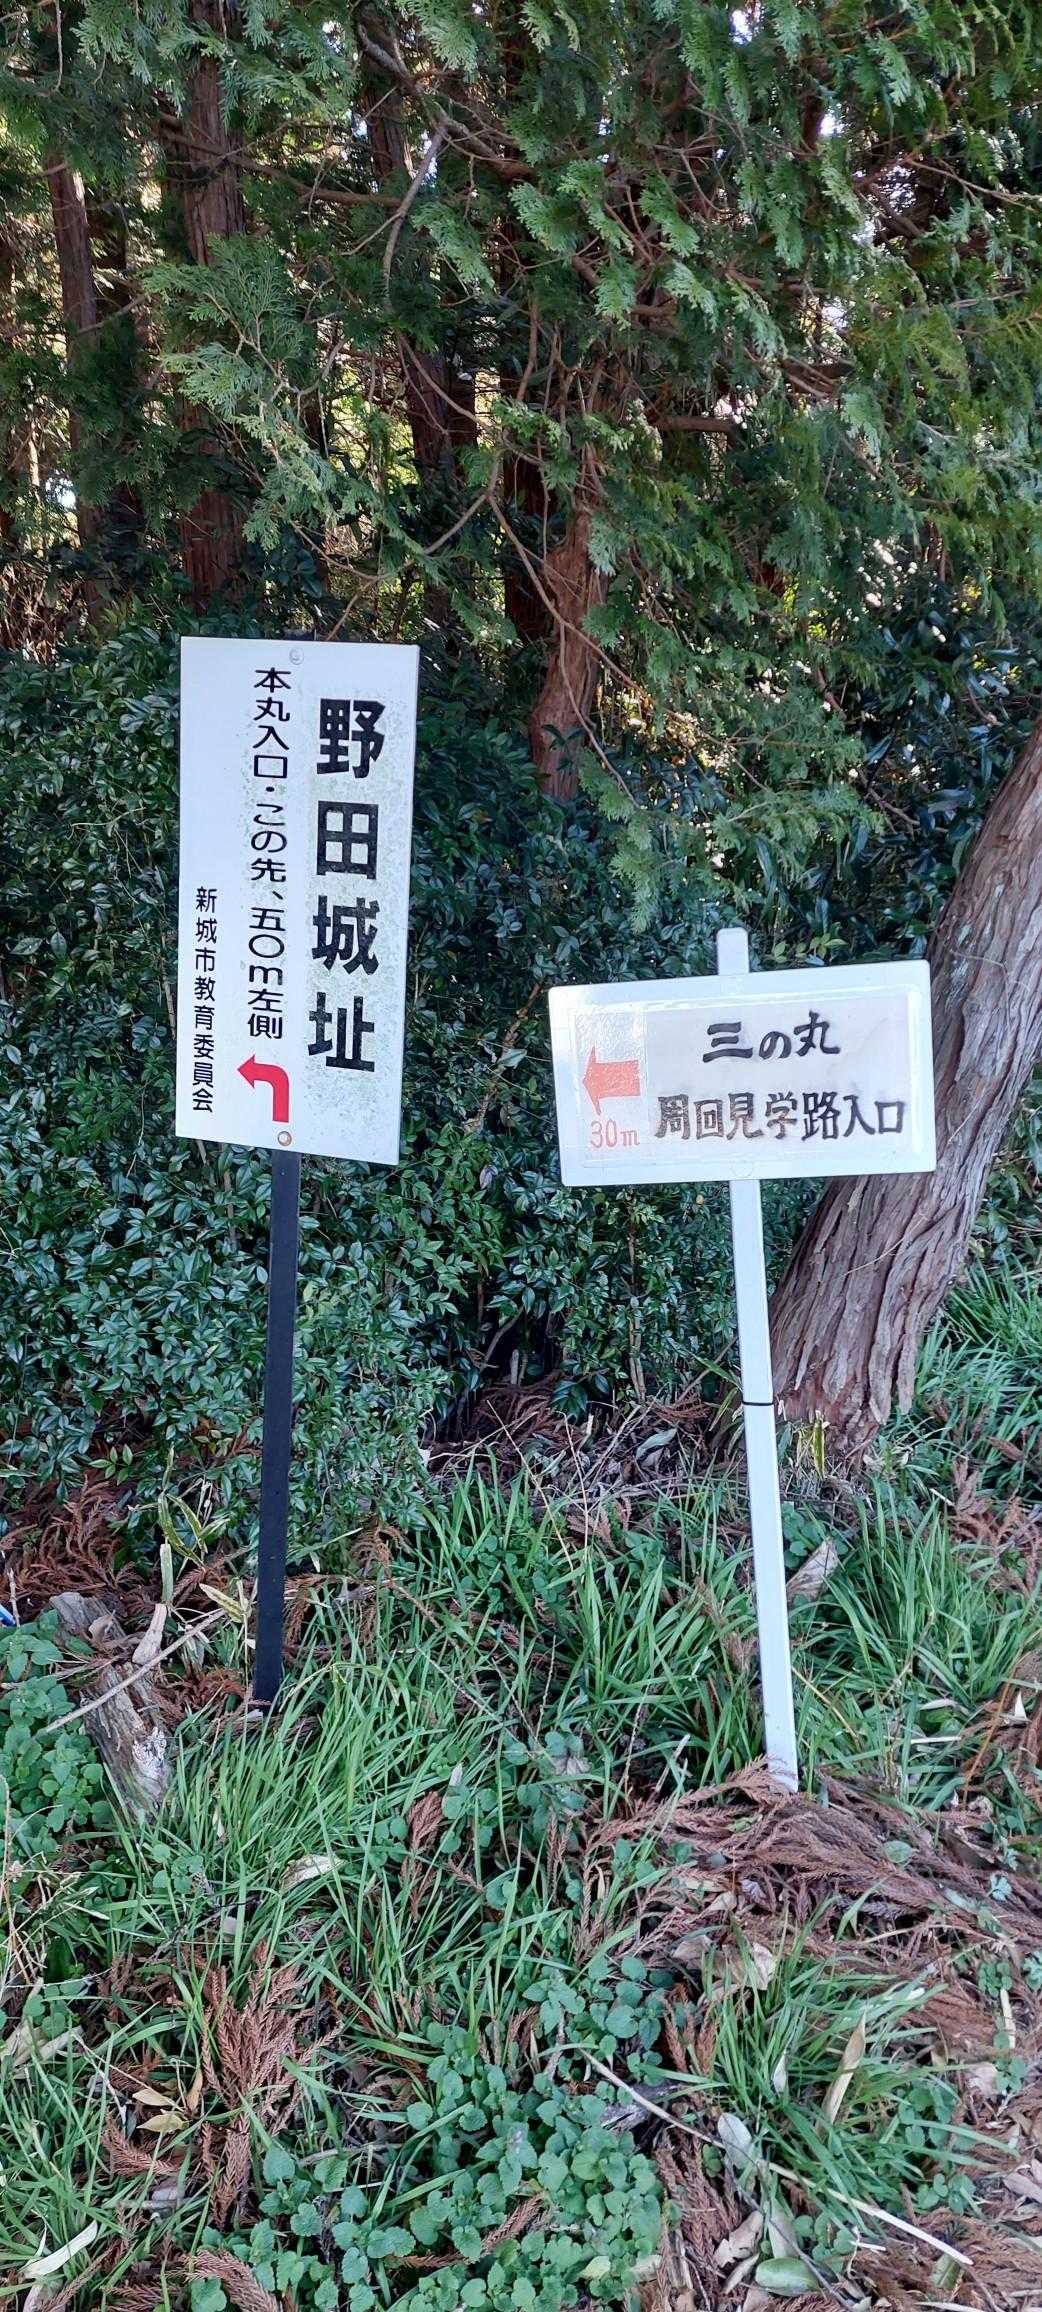 野田城址
本丸入口・この先、五〇m左側
新城市教育委員会
三の丸
周回見学路入口
30m